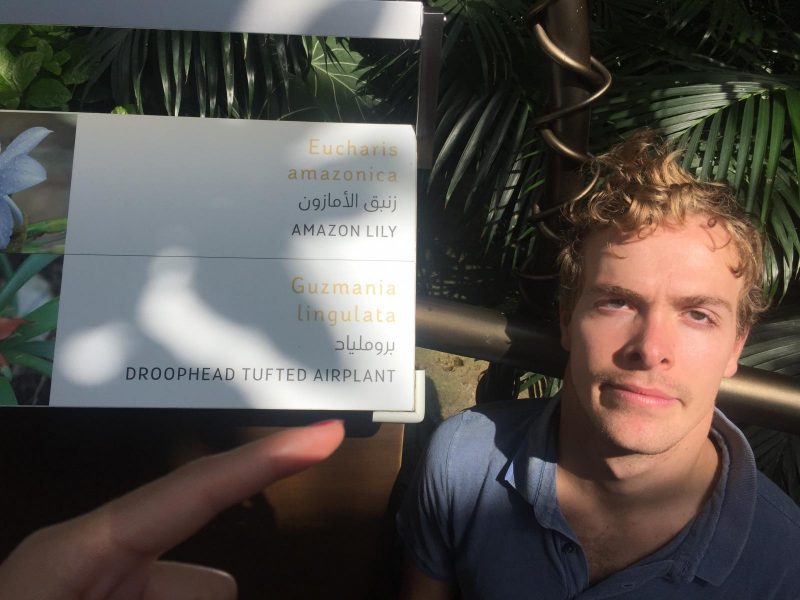 Eucharis
amazonica
زنبق الأمازون
AMAZON LILY
Guzmania
lingulata
بروملياد
DROOPHEAD TUFTED AIRPLANT